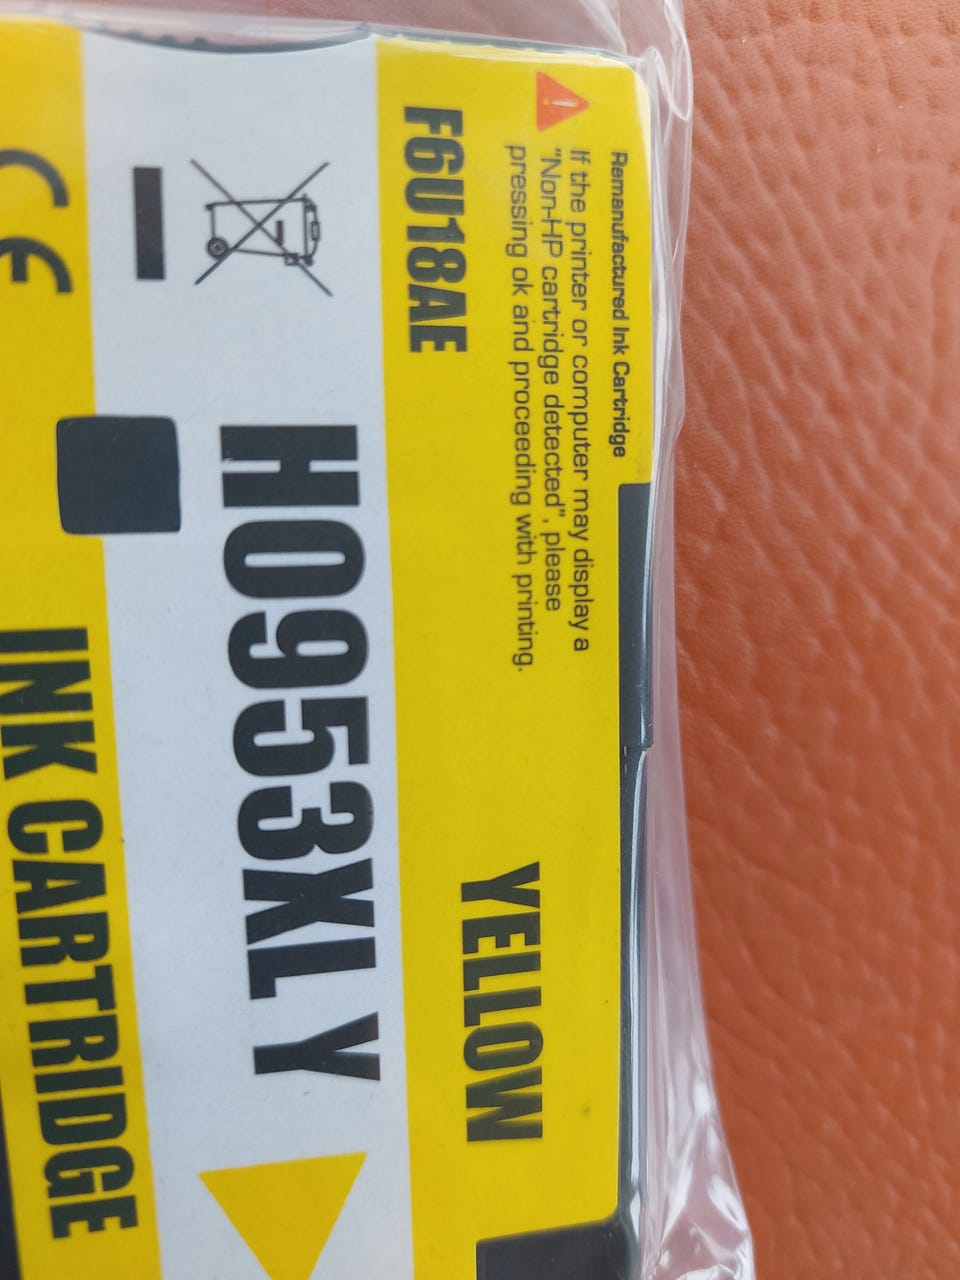 Remanufactured Ink Cartridge
If the printer or computer may display a
"Non-HP cartridge detected", please
pressing ok and proceeding with printing.
F6U18AE
YELLOW
H0953XL Y
CE
INK CARTRIDGE